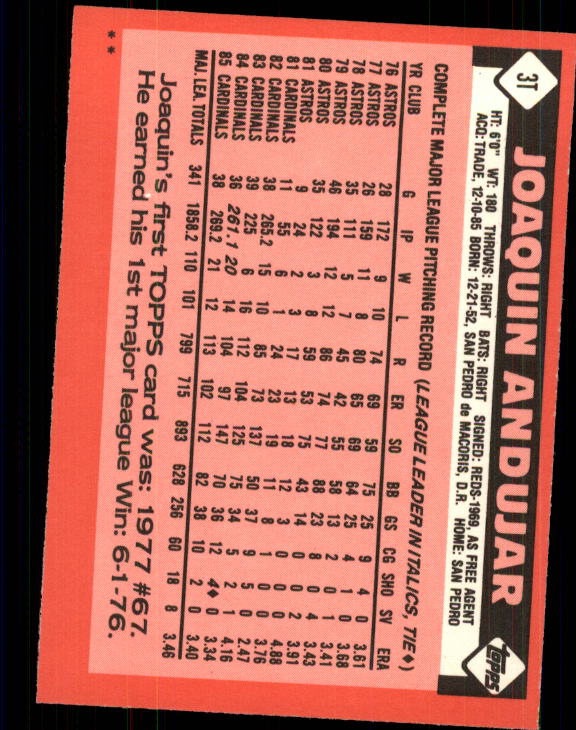 3T
JOAQUIN ANDUJAR
TOPPS
HT: 6'0" WT: 180 THROWS: RIGHT BATS: RIGHT SIGNED: REDS-1969, AS FREE AGENT
ACQ: TRADE, 12-10-85 BORN: 12-21-52, SAN PEDRO de MACORIS, D.R. HOME: SAN PEDRO
COMPLETE MAJOR LEAGUE PITCHING RECORD (LEAGUE LEADER IN ITALICS, TIE♦)
YR CLUB G IP W L R ER SO BB GS CG SHO SV ERA
76 ASTROS 28 172 9 10 74 69 59 75 25 9 4 0 3.61
77 ASTROS 26 159 11 8 80 65 69 64 25 4 1 0 3.68
78 ASTROS 35 111 5 7 45 42 55 58 13 2 0 1 3.41
79 ASTROS 46 194 12 12 86 74 77 88 23 8 0 4 3.43
80 ASTROS 35 122 3 8 59 53 75 43 14 0 0 2 3.91
81 ASTROS 9 24 2 3 17 13 18 12 3 0 0 0 4.88
81 CARDINALS 11 55 6 1 24 23 19 11 8 1 0 0 3.76
82 CARDINALS 38 265.2 15 10 85 73 137 50 37 9 5 0 2.47
83 CARDINALS 39 225 6 16 112 104 125 75 34 5 2 1 4.16
84 CARDINALS 36 261.1 20 14 104 97 147 70 36 12 4♦ 0 3.34
85 CARDINALS 38 269.2 21 12 113 102 112 82 38 10 2 0 3.40
MAJ. LEA. TOTALS 341 1858.2 110 101 799 715 893 628 256 60 18 8 3.46
Joaquin's first TOPPS card was: 1977 #67.
He earned his 1st major league Win: 6-1-76.
* *